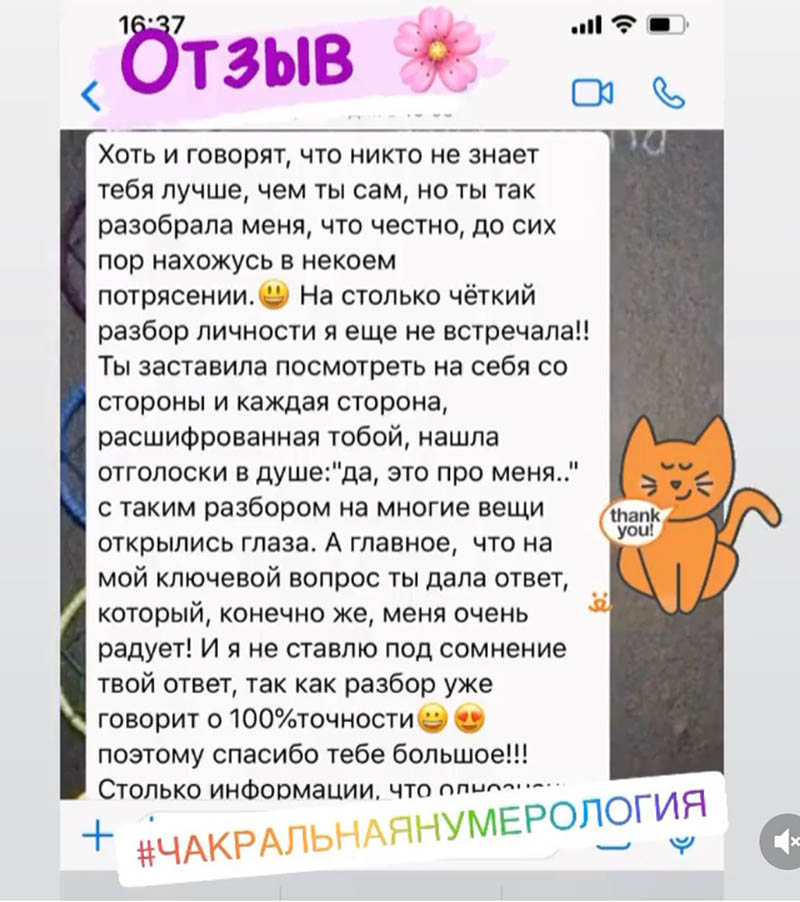 16:37
Отзыв
Хоть и говорят, что никто не знает
тебя лучше, чем ты сам, но ты так
разобрала меня, что честно, до сих
пор нахожусь в некоем
потрясении.😃 На столько чёткий
разбор личности я еще не встречала!!
Ты заставила посмотреть на себя со
стороны и каждая сторона,
расшифрованная тобой, нашла
отголоски в душе:"да, это про меня.."
с таким разбором на многие вещи
открылись глаза. А главное, что на
мой ключевой вопрос ты дала ответ,
который, конечно же, меня очень
радует! И я не ставлю под сомнение
твой ответ, так как разбор уже
говорит о 100%точности😀😍
поэтому спасибо тебе большое!!!
Столько информации, что
thank
you!
#ЧАКРАЛЬНАЯНУМЕРОЛОГИЯ